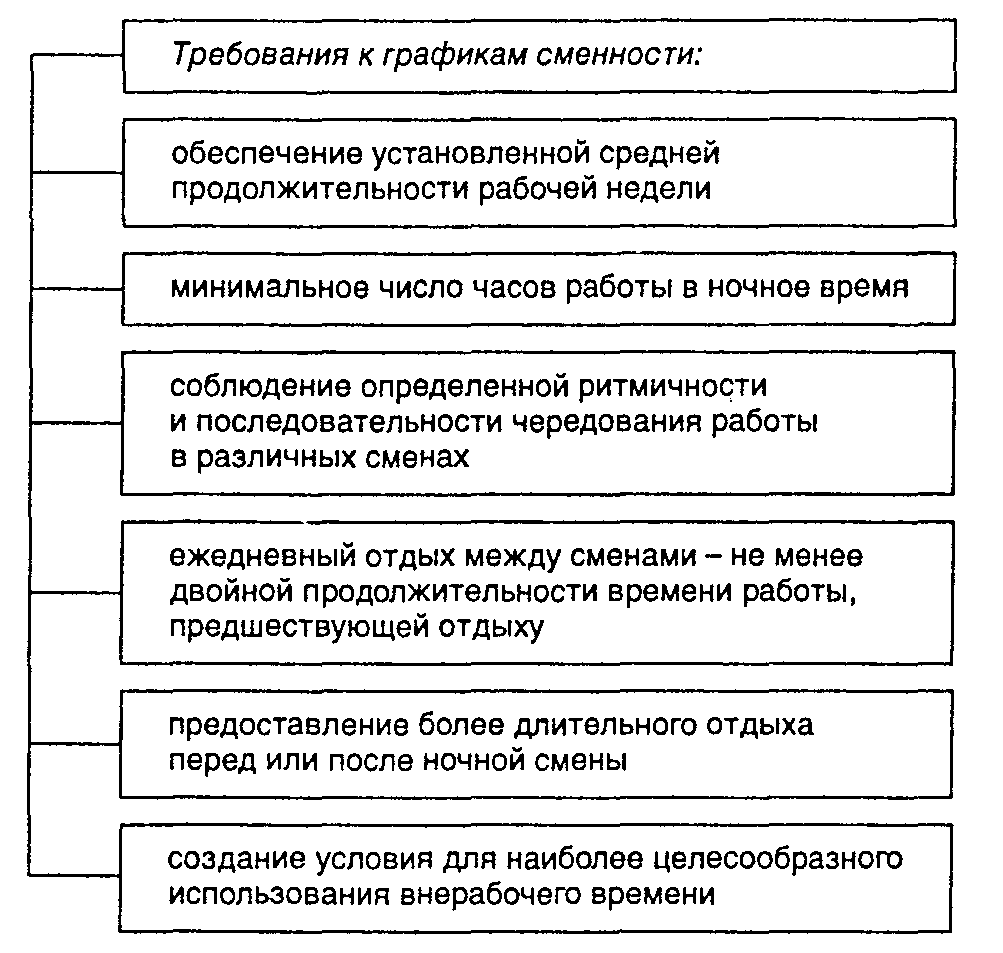 Требования к графикам сменности:
обеспечение установленной средней
продолжительности рабочей недели
минимальное число часов работы в ночное время
соблюдение определенной ритмичности
и последовательности чередования работы
в различных сменах
ежедневный отдых между сменами – не менее
двойной продолжительности времени работы,
предшествующей отдыху
предоставление более длительного отдыха
перед или после ночной смены
создание условия для наиболее целесообразного
использования внерабочего времени